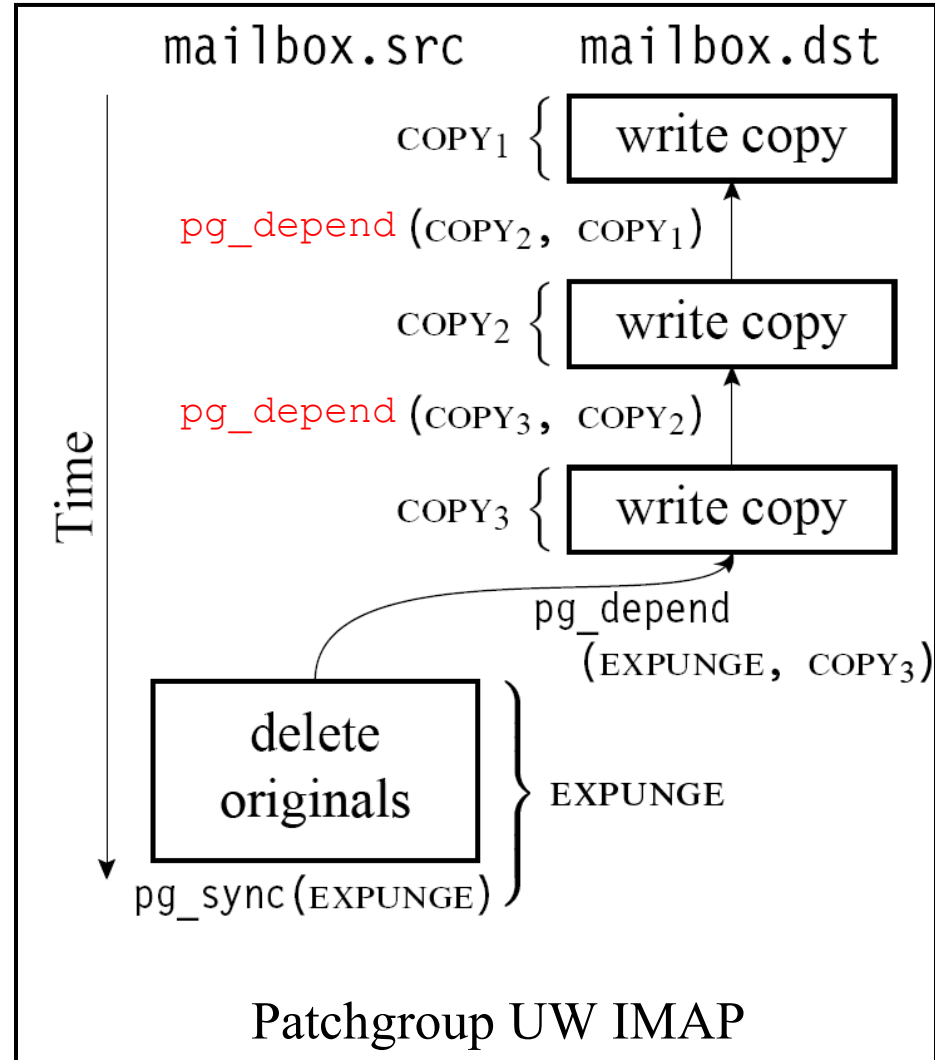 mailbox.src mailbox.dst
COPY₁ { write copy
pg_depend (COPY₂, COPY₁)
COPY₂ { write copy
pg_depend (COPY₃, COPY₂)
Time
COPY₃ { write copy
pg_depend
(EXPUNGE, COPY₃)
delete
originals
} EXPUNGE
pg_sync(EXPUNGE)
Patchgroup UW IMAP